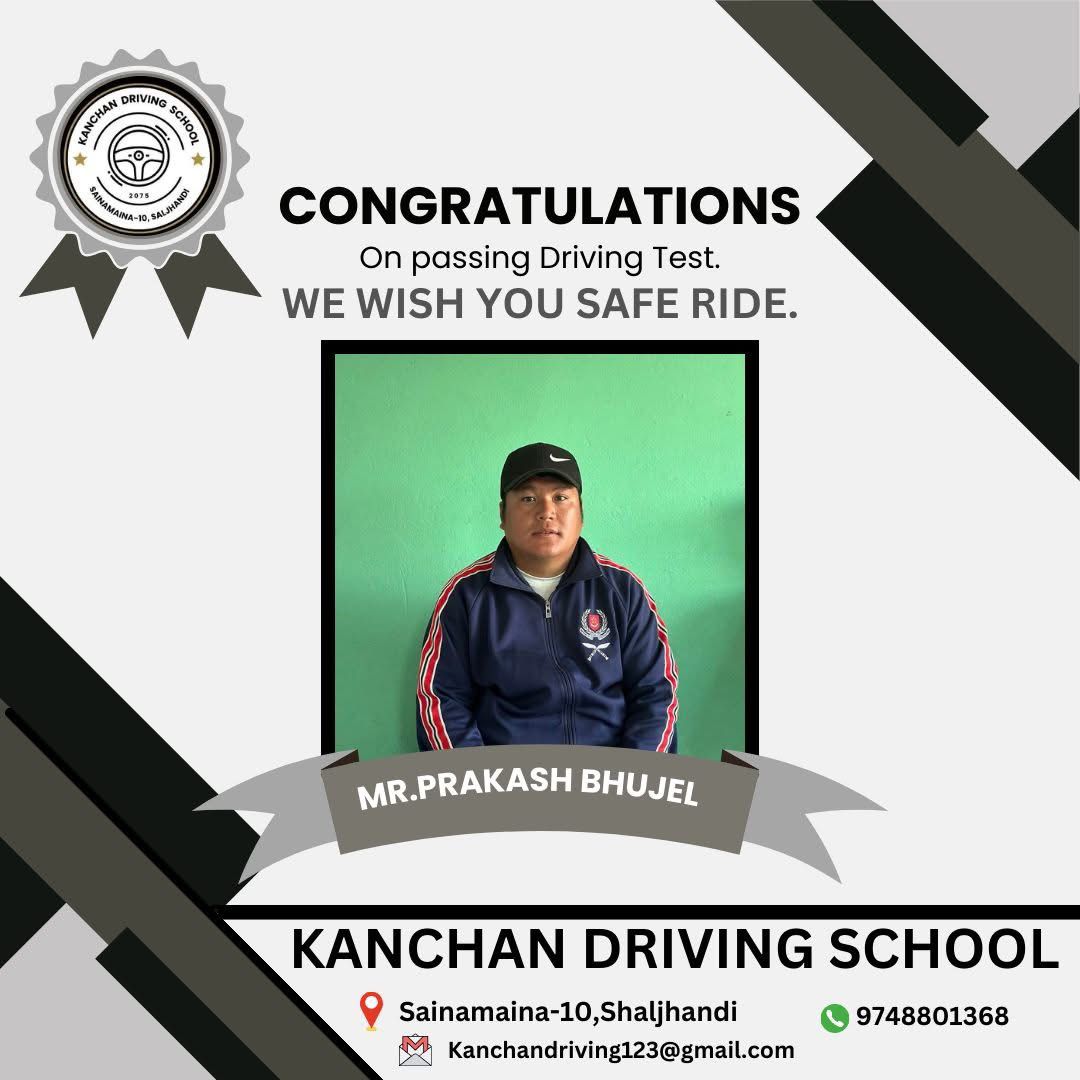 KANCHAN DRIVING SCHOOL
2075
SAINAMAINA-10, SALJHANDI
CONGRATULATIONS
On passing Driving Test.
WE WISH YOU SAFE RIDE.
MR.PRAKASH BHUJEL
KANCHAN DRIVING SCHOOL
Sainamaina-10,Shaljhandi
9748801368
Kanchandriving123@gmail.com